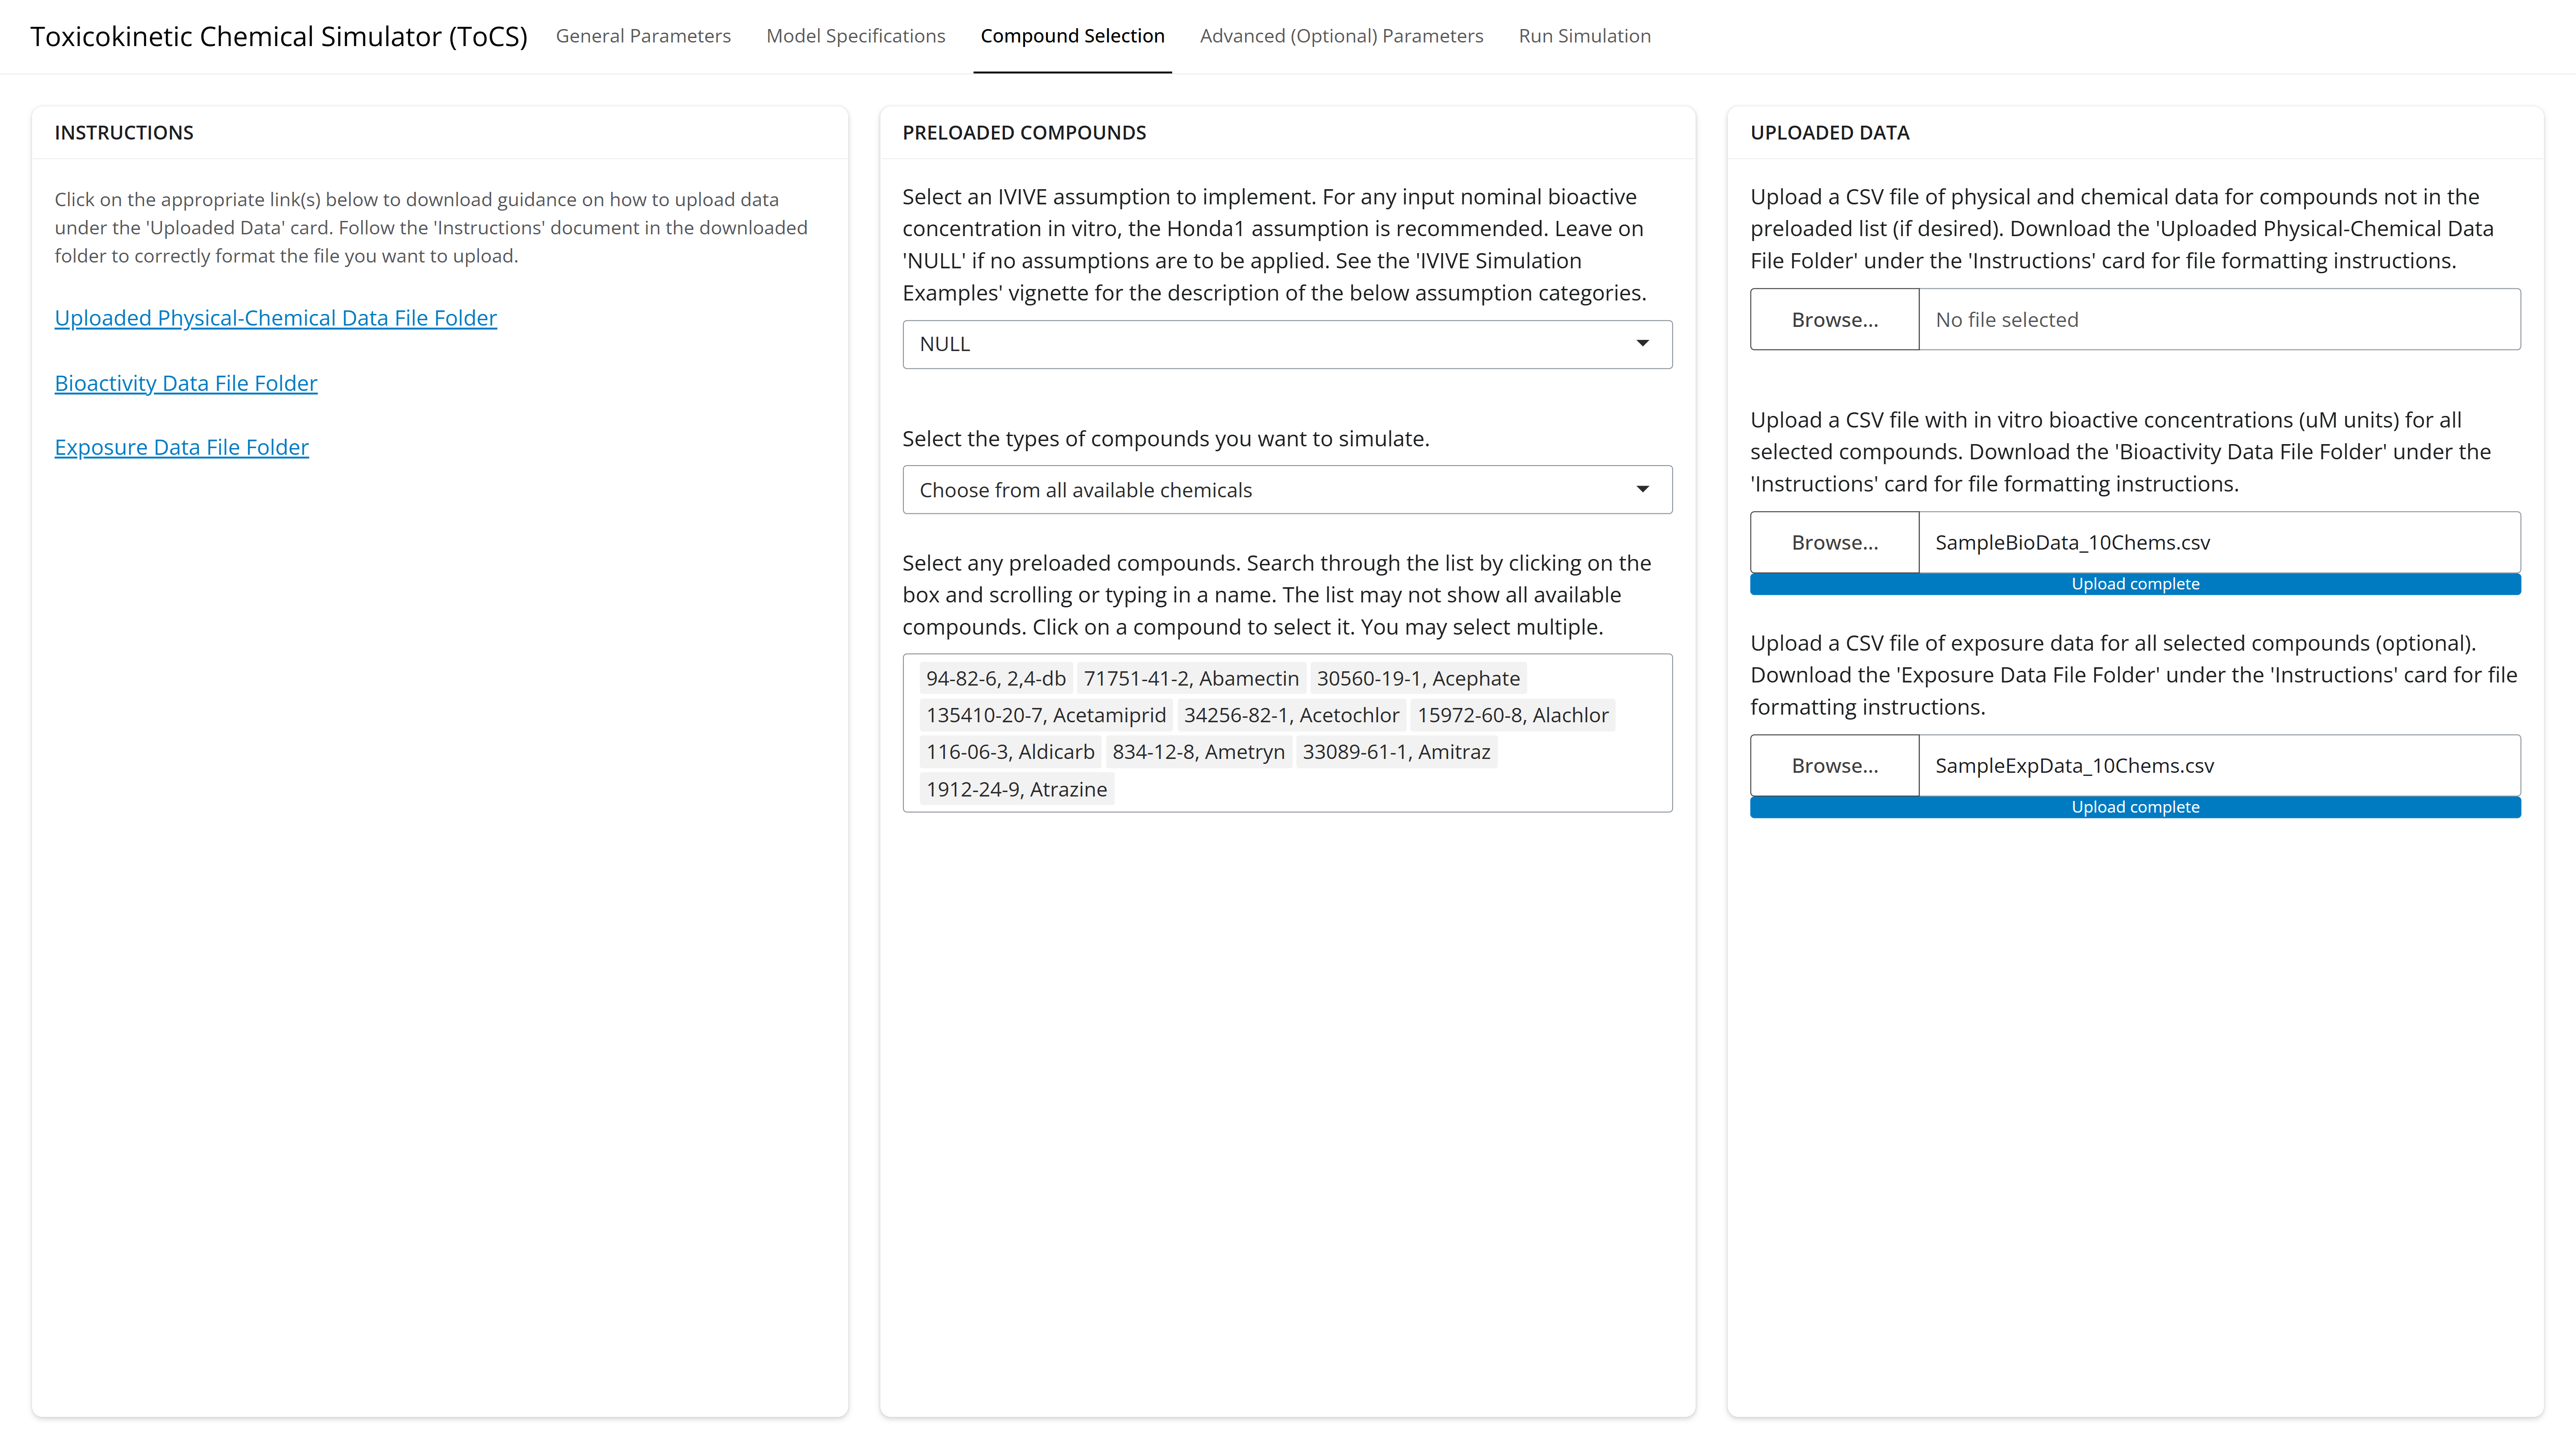 Toxicokinetic Chemical Simulator (ToCS) General Parameters Model Specifications Compound Selection Advanced (Optional) Parameters Run Simulation
INSTRUCTIONS
Click on the appropriate link(s) below to download guidance on how to upload data
under the 'Uploaded Data' card. Follow the 'Instructions' document in the downloaded
folder to correctly format the file you want to upload.
Uploaded Physical-Chemical Data File Folder
Bioactivity Data File Folder
Exposure Data File Folder
PRELOADED COMPOUNDS
Select an IVIVE assumption to implement. For any input nominal bioactive
concentration in vitro, the Honda1 assumption is recommended. Leave on
'NULL' if no assumptions are to be applied. See the 'IVIVE Simulation
Examples' vignette for the description of the below assumption categories.
NULL
Select the types of compounds you want to simulate.
Choose from all available chemicals
Select any preloaded compounds. Search through the list by clicking on the
box and scrolling or typing in a name. The list may not show all available
compounds. Click on a compound to select it. You may select multiple.
94-82-6, 2,4-db 71751-41-2, Abamectin 30560-19-1, Acephate
135410-20-7, Acetamiprid 34256-82-1, Acetochlor 15972-60-8, Alachlor
116-06-3, Aldicarb 834-12-8, Ametryn 33089-61-1, Amitraz
1912-24-9, Atrazine
UPLOADED DATA
Upload a CSV file of physical and chemical data for compounds not in the
preloaded list (if desired). Download the 'Uploaded Physical-Chemical Data
File Folder' under the 'Instructions' card for file formatting instructions.
Browse... No file selected
Upload a CSV file with in vitro bioactive concentrations (uM units) for all
selected compounds. Download the 'Bioactivity Data File Folder' under the
'Instructions' card for file formatting instructions.
Browse... SampleBioData_10Chems.csv
Upload complete
Upload a CSV file of exposure data for all selected compounds (optional).
Download the 'Exposure Data File Folder' under the 'Instructions' card for file
formatting instructions.
Browse... SampleExpData_10Chems.csv
Upload complete